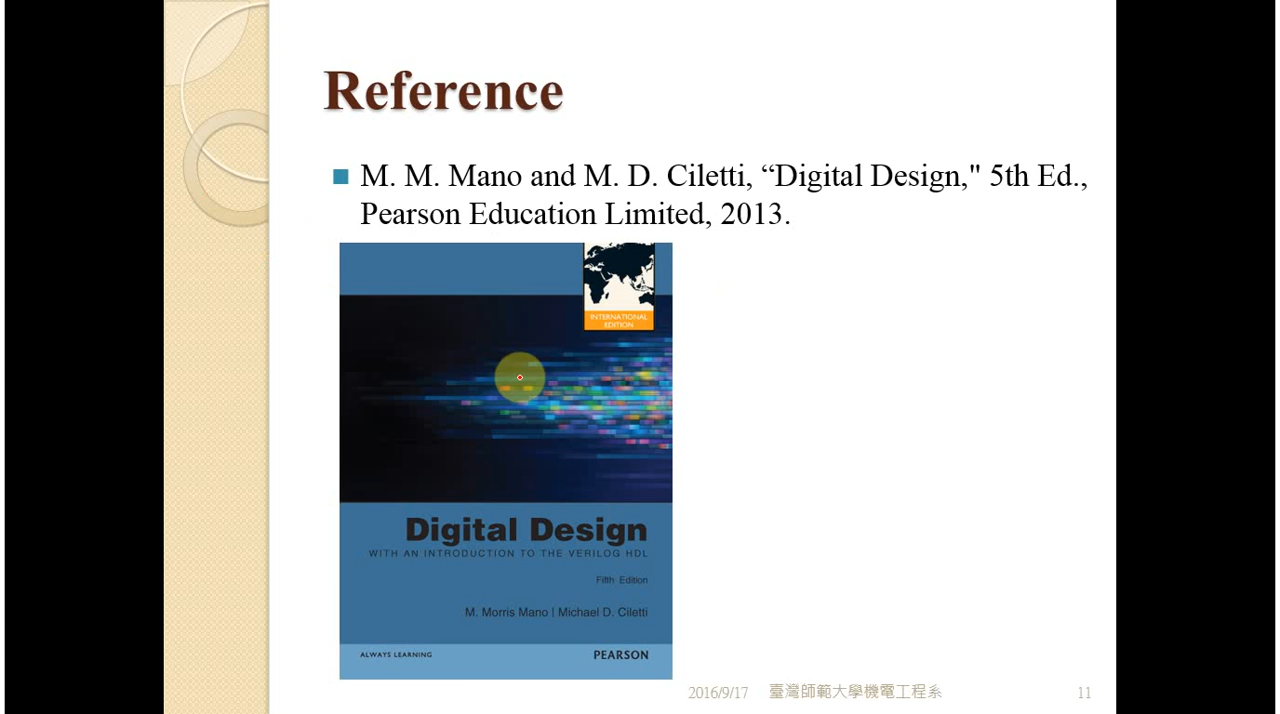 Reference
M. M. Mano and M. D. Ciletti, “Digital Design," 5th Ed.,
Pearson Education Limited, 2013.
INTERNATIONAL
EDITION
Digital Design
WITH AN INTRODUCTION TO THE VERILOG HDL
Fifth Edition
M. Morris Mano | Michael D. Ciletti
ALWAYS LEARNING
PEARSON
2016/9/17 臺灣師範大學機電工程系 11